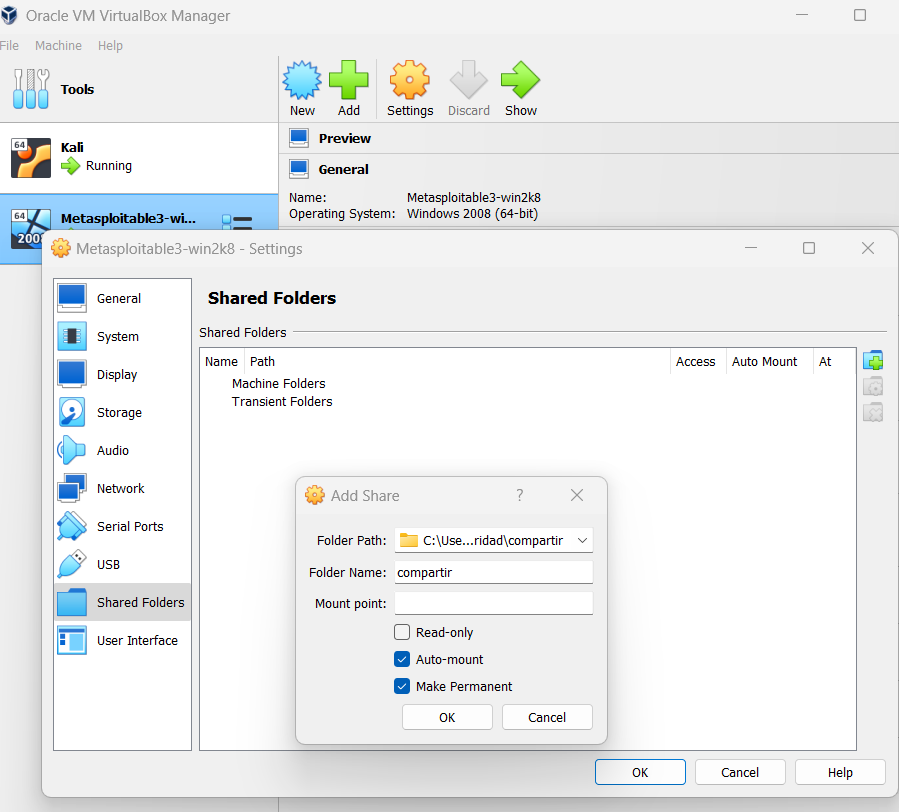 Oracle VM VirtualBox Manager
File Machine Help
Tools
New Add Settings Discard Show
64
Kali
Running
Preview
General
Name: Metasploitable3-win2k8
Operating System: Windows 2008 (64-bit)
64
2008
Metasploitable3-wi...
Metasploitable3-win2k8 - Settings
General
System
Display
Storage
Audio
Network
Serial Ports
USB
Shared Folders
User Interface
Shared Folders
Shared Folders
Name Path Access Auto Mount At
Machine Folders
Transient Folders
Add Share ?
Folder Path: C:\Use...ridad\compartir
Folder Name: compartir
Mount point:
Read-only
Auto-mount
Make Permanent
OK Cancel
OK Cancel Help